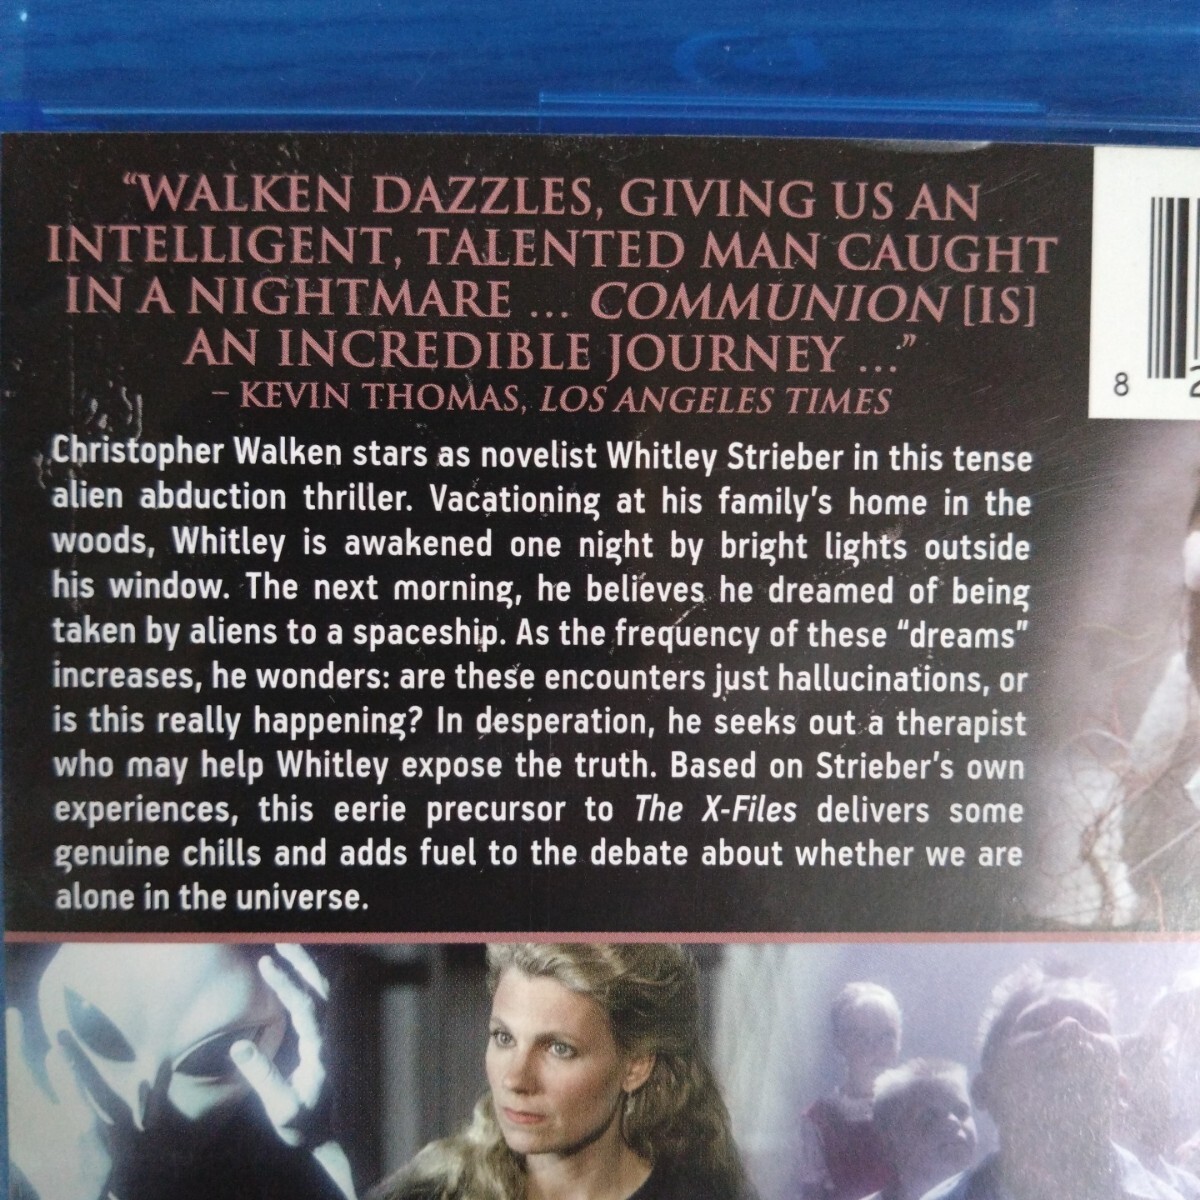 “WALKEN DAZZLES, GIVING US AN
INTELLIGENT, TALENTED MAN CAUGHT
IN A NIGHTMARE ... COMMUNION [IS]
AN INCREDIBLE JOURNEY ...”
– KEVIN THOMAS, LOS ANGELES TIMES
Christopher Walken stars as novelist Whitley Strieber in this tense
alien abduction thriller. Vacationing at his family’s home in the
woods, Whitley is awakened one night by bright lights outside
his window. The next morning, he believes he dreamed of being
taken by aliens to a spaceship. As the frequency of these “dreams”
increases, he wonders: are these encounters just hallucinations, or
is this really happening? In desperation, he seeks out a therapist
who may help Whitley expose the truth. Based on Strieber’s own
experiences, this eerie precursor to The X-Files delivers some
genuine chills and adds fuel to the debate about whether we are
alone in the universe.
8